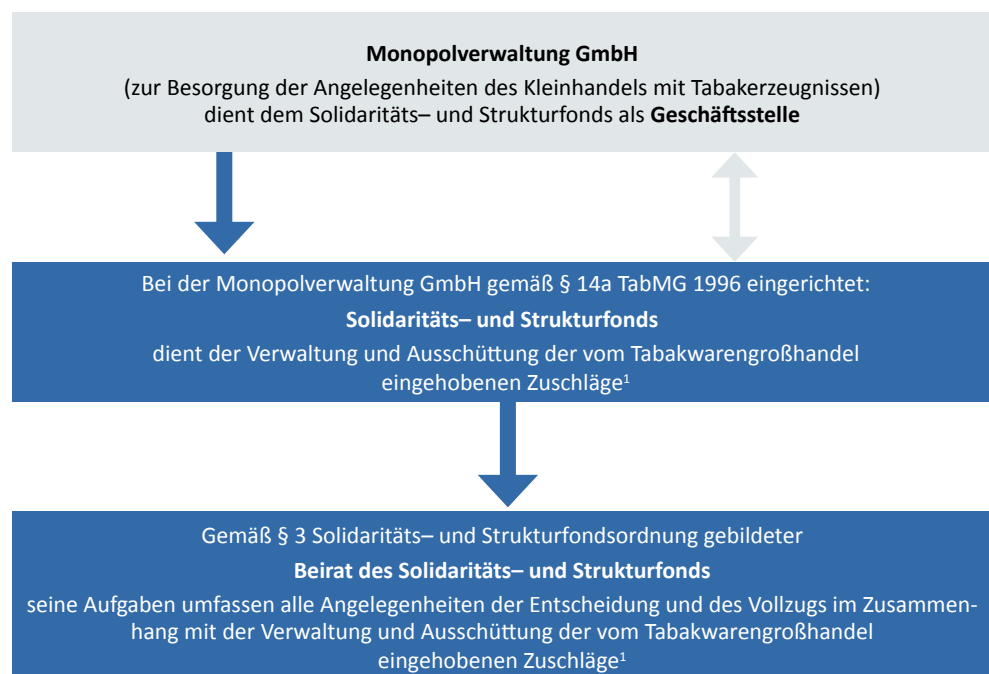 Monopolverwaltung GmbH
(zur Besorgung der Angelegenheiten des Kleinhandels mit Tabakerzeugnissen)
dient dem Solidaritäts– und Strukturfonds als Geschäftsstelle
Bei der Monopolverwaltung GmbH gemäß § 14a TabMG 1996 eingerichtet:
Solidaritäts– und Strukturfonds
dient der Verwaltung und Ausschüttung der vom Tabakwarengroßhandel
eingehobenen Zuschläge¹
Gemäß § 3 Solidaritäts– und Strukturfondsordnung gebildeter
Beirat des Solidaritäts– und Strukturfonds
seine Aufgaben umfassen alle Angelegenheiten der Entscheidung und des Vollzugs im Zusammen-
hang mit der Verwaltung und Ausschüttung der vom Tabakwarengroßhandel
eingehobenen Zuschläge¹